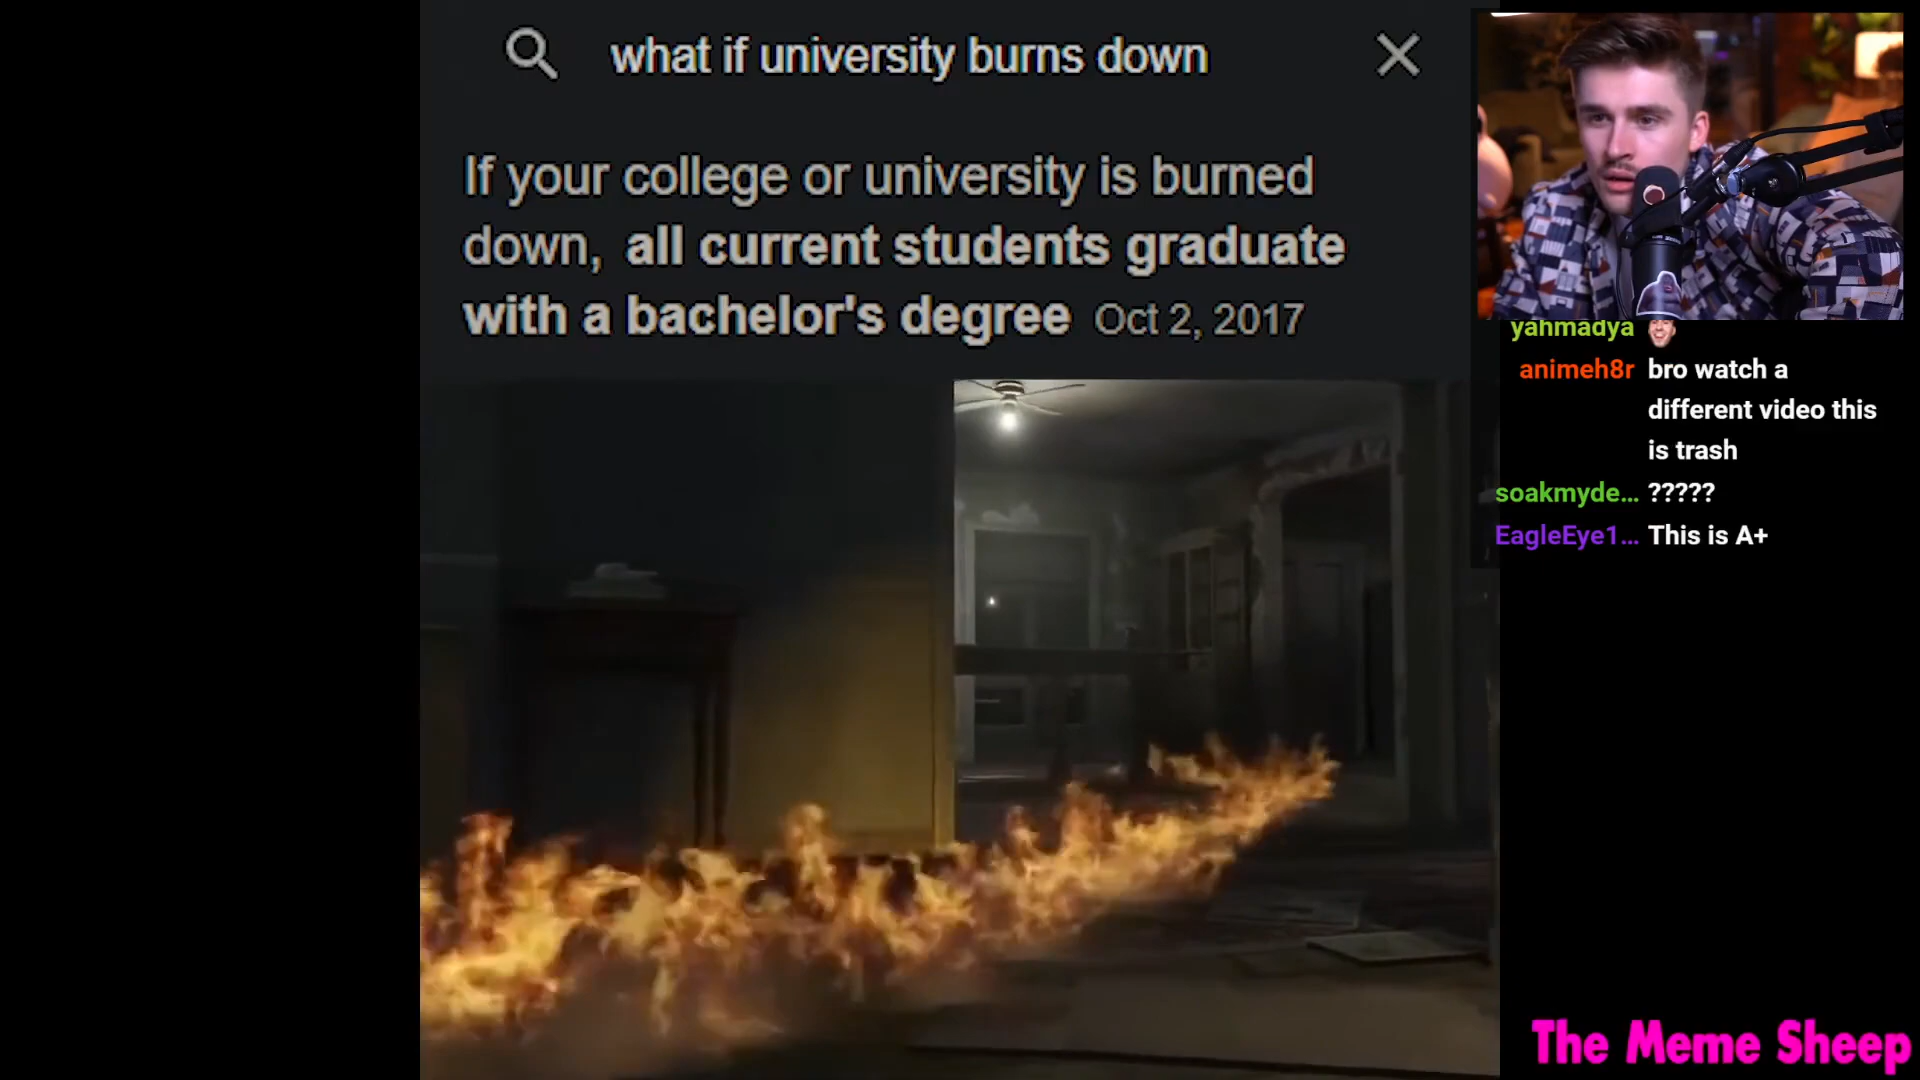 what if university burns down
If your college or university is burned
down, all current students graduate
with a bachelor's degree Oct 2, 2017
yahmadya
animeh8r bro watch a
different video this
is trash
soakmyde... ?????
EagleEye1... This is A+
The Meme Sheep